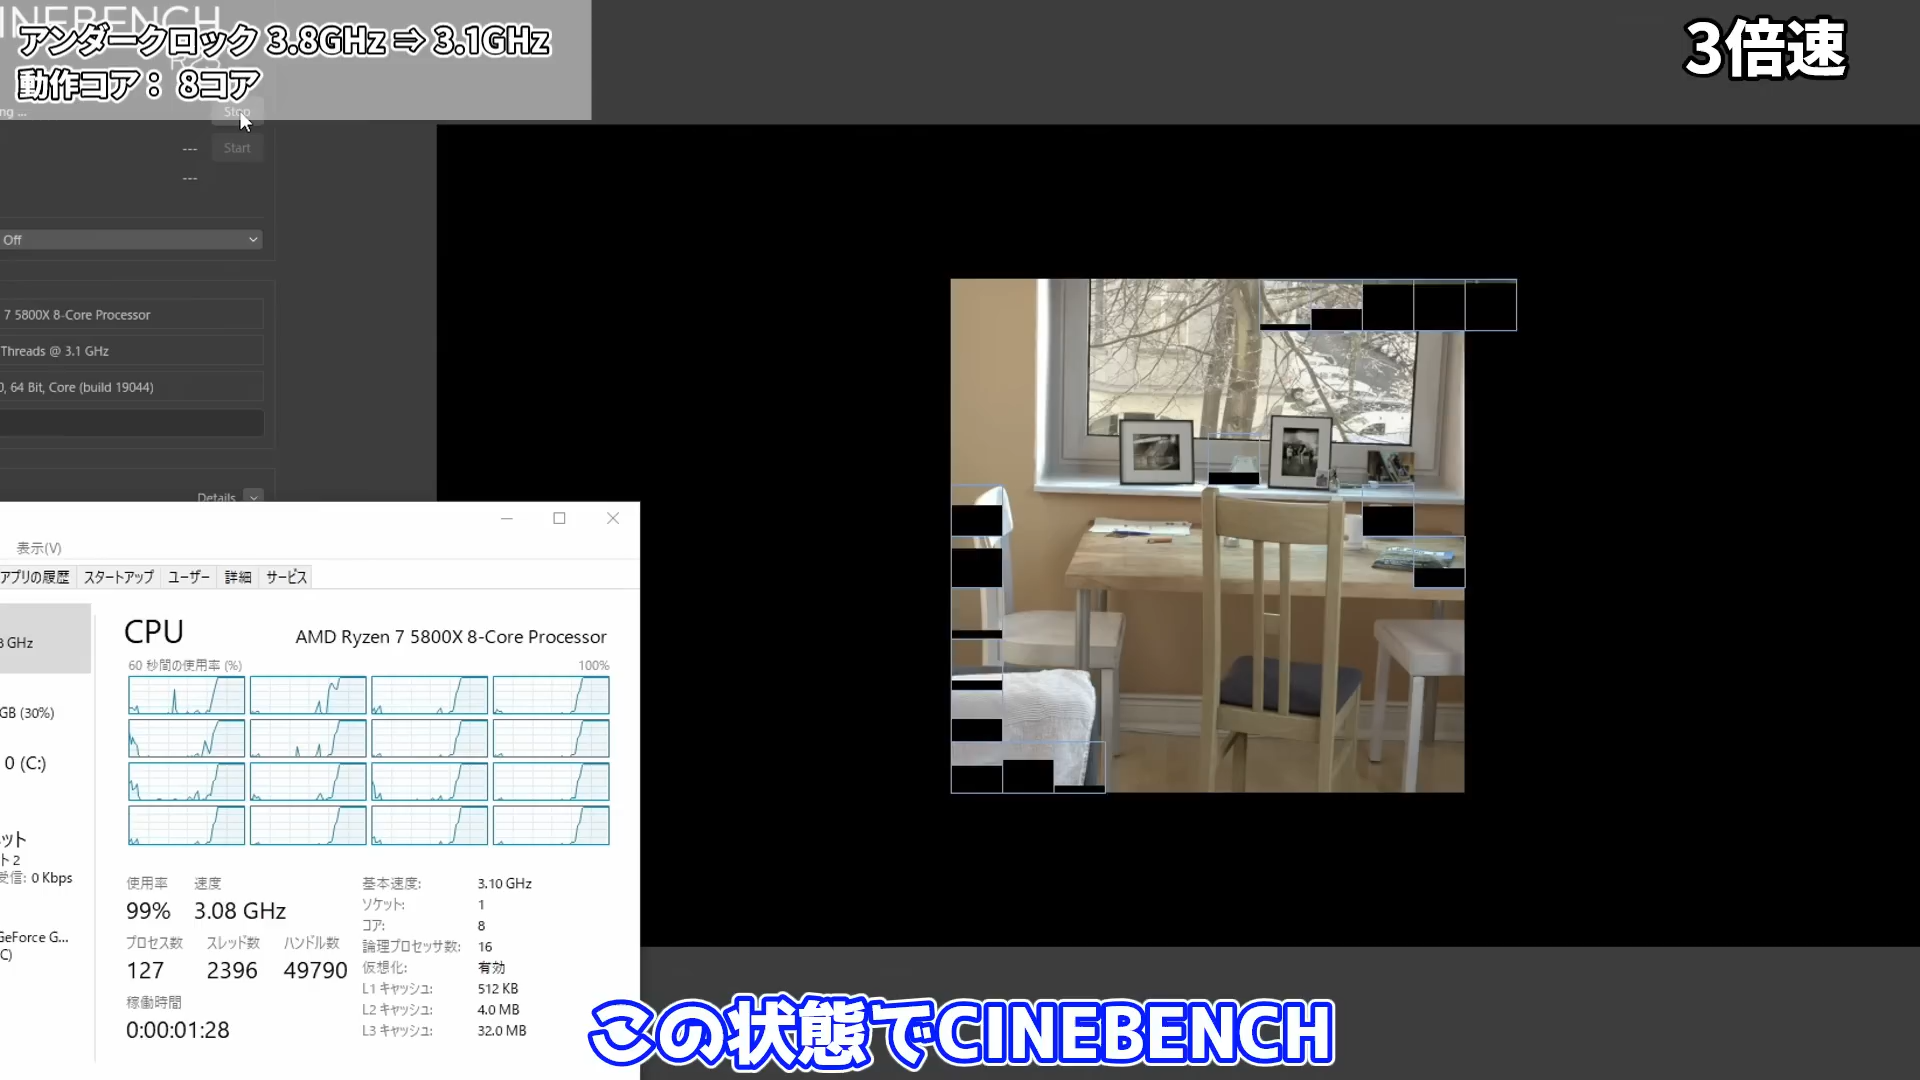 CINEBENCH
アンダークロック 3.8GHz ⇒ 3.1GHz
動作コア： 8コア
3倍速
ng ...
Stop
---
Start
---
Off
7 5800X 8-Core Processor
Threads @ 3.1 GHz
0, 64 Bit, Core (build 19044)
Details
表示(V)
アプリの履歴 スタートアップ ユーザー 詳細 サービス
CPU
AMD Ryzen 7 5800X 8-Core Processor
60 秒間の使用率 (%)
100%
8 GHz
GB (30%)
0 (C:)
ネット
ト 2
受信: 0 Kbps
GeForce G...
C)
使用率 速度
99% 3.08 GHz
プロセス数 スレッド数 ハンドル数
127 2396 49790
稼働時間
0:00:01:28
基本速度: 3.10 GHz
ソケット: 1
コア: 8
論理プロセッサ数: 16
仮想化: 有効
L1 キャッシュ: 512 KB
L2 キャッシュ: 4.0 MB
L3 キャッシュ: 32.0 MB
この状態でCINEBENCH